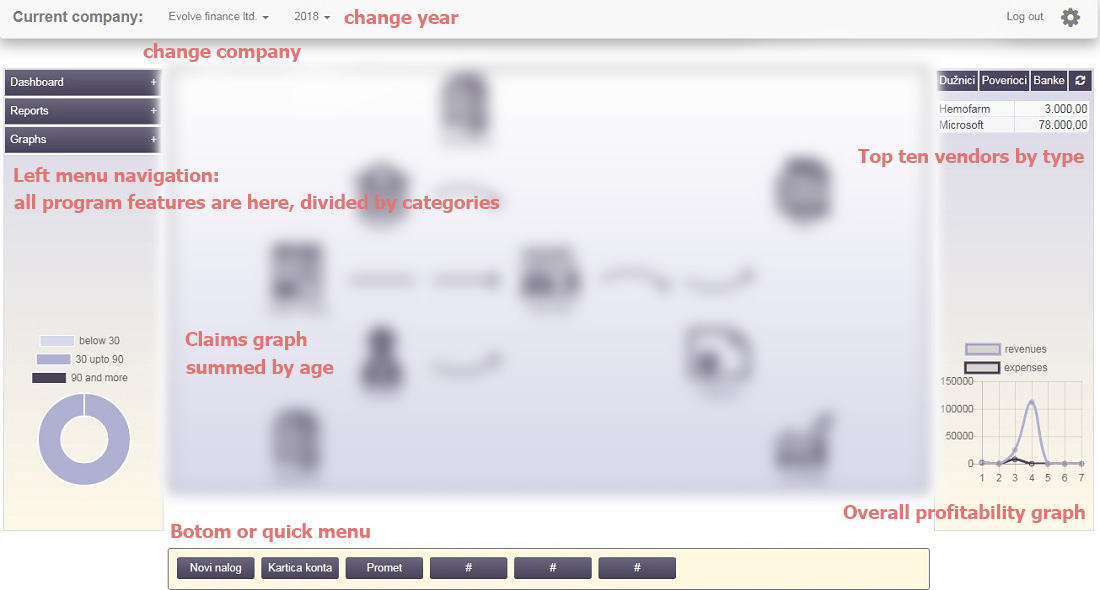 Current company: Evolve finance ltd. 2018 change year Log out
change company
Dashboard +
Reports +
Graphs +
Left menu navigation:
all program features are here, divided by categories
Dužnici Poverioci Banke
Hemofarm 3.000,00
Microsoft 78.000,00
Top ten vendors by type
below 30
30 upto 90
90 and more
Claims graph
summed by age
revenues
expenses
150000
100000
50000
0
1 2 3 4 5 6 7
Overall profitability graph
Botom or quick menu
Novi nalog Kartica konta Promet # # #